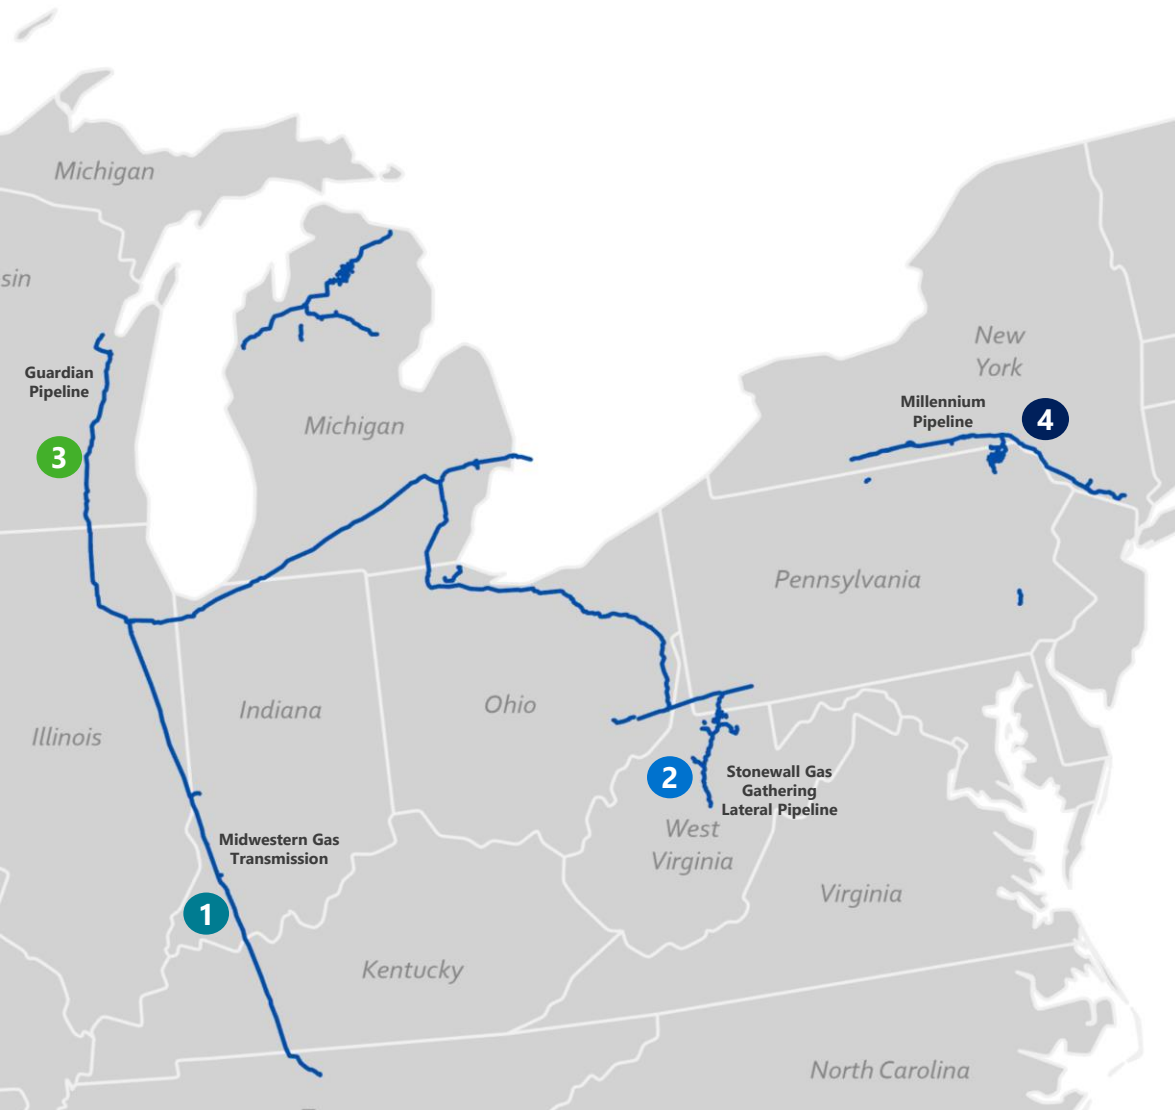 Michigan
sin
New
York
Guardian
Pipeline
Millennium
Pipeline
4
Michigan
3
Pennsylvania
Ohio
Indiana
Illinois
2
Stonewall Gas
Gathering
Lateral Pipeline
West
Virginia
Midwestern Gas
Transmission
Virginia
1
Kentucky
North Carolina